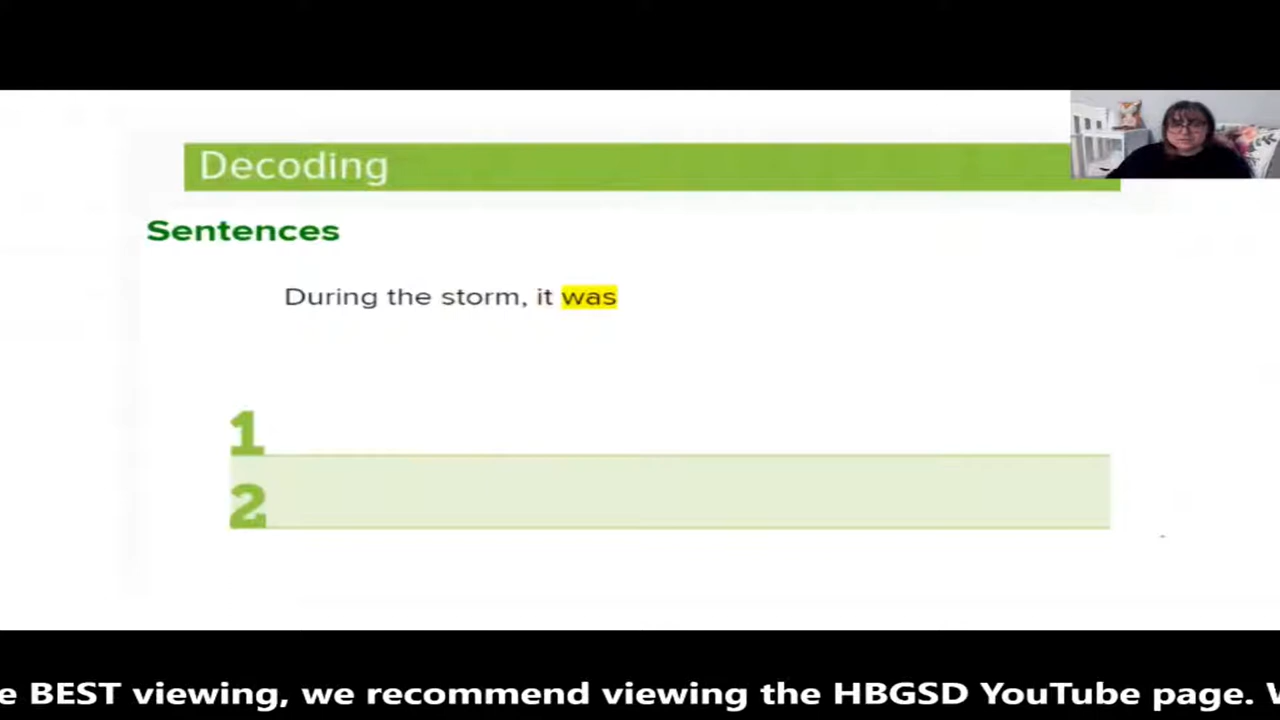 Decoding
Sentences
During the storm, it was
1
2
e BEST viewing, we recommend viewing the HBGSD YouTube page. W